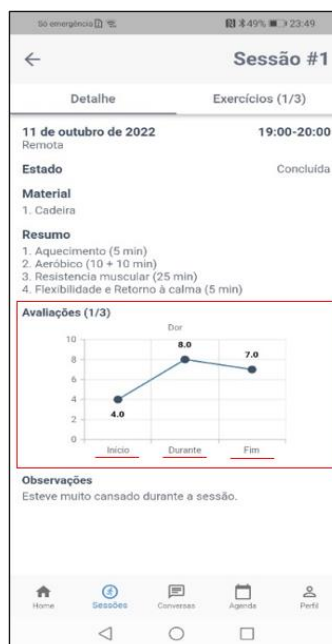 Só emergência 49% 23:49
Sessão #1
Detalhe Exercícios (1/3)
11 de outubro de 2022 19:00-20:00
Remota
Estado Concluída
Material
1. Cadeira
Resumo
1. Aquecimento (5 min)
2. Aeróbico (10 + 10 min)
3. Resistencia muscular (25 min)
4. Flexibilidade e Retorno à calma (5 min)
Avaliações (1/3)
Dor
10
8
6
4
2
0
8.0
7.0
4.0
Início Durante Fim
Observações
Esteve muito cansado durante a sessão.
Home Sessões Conversas Agenda Perfil